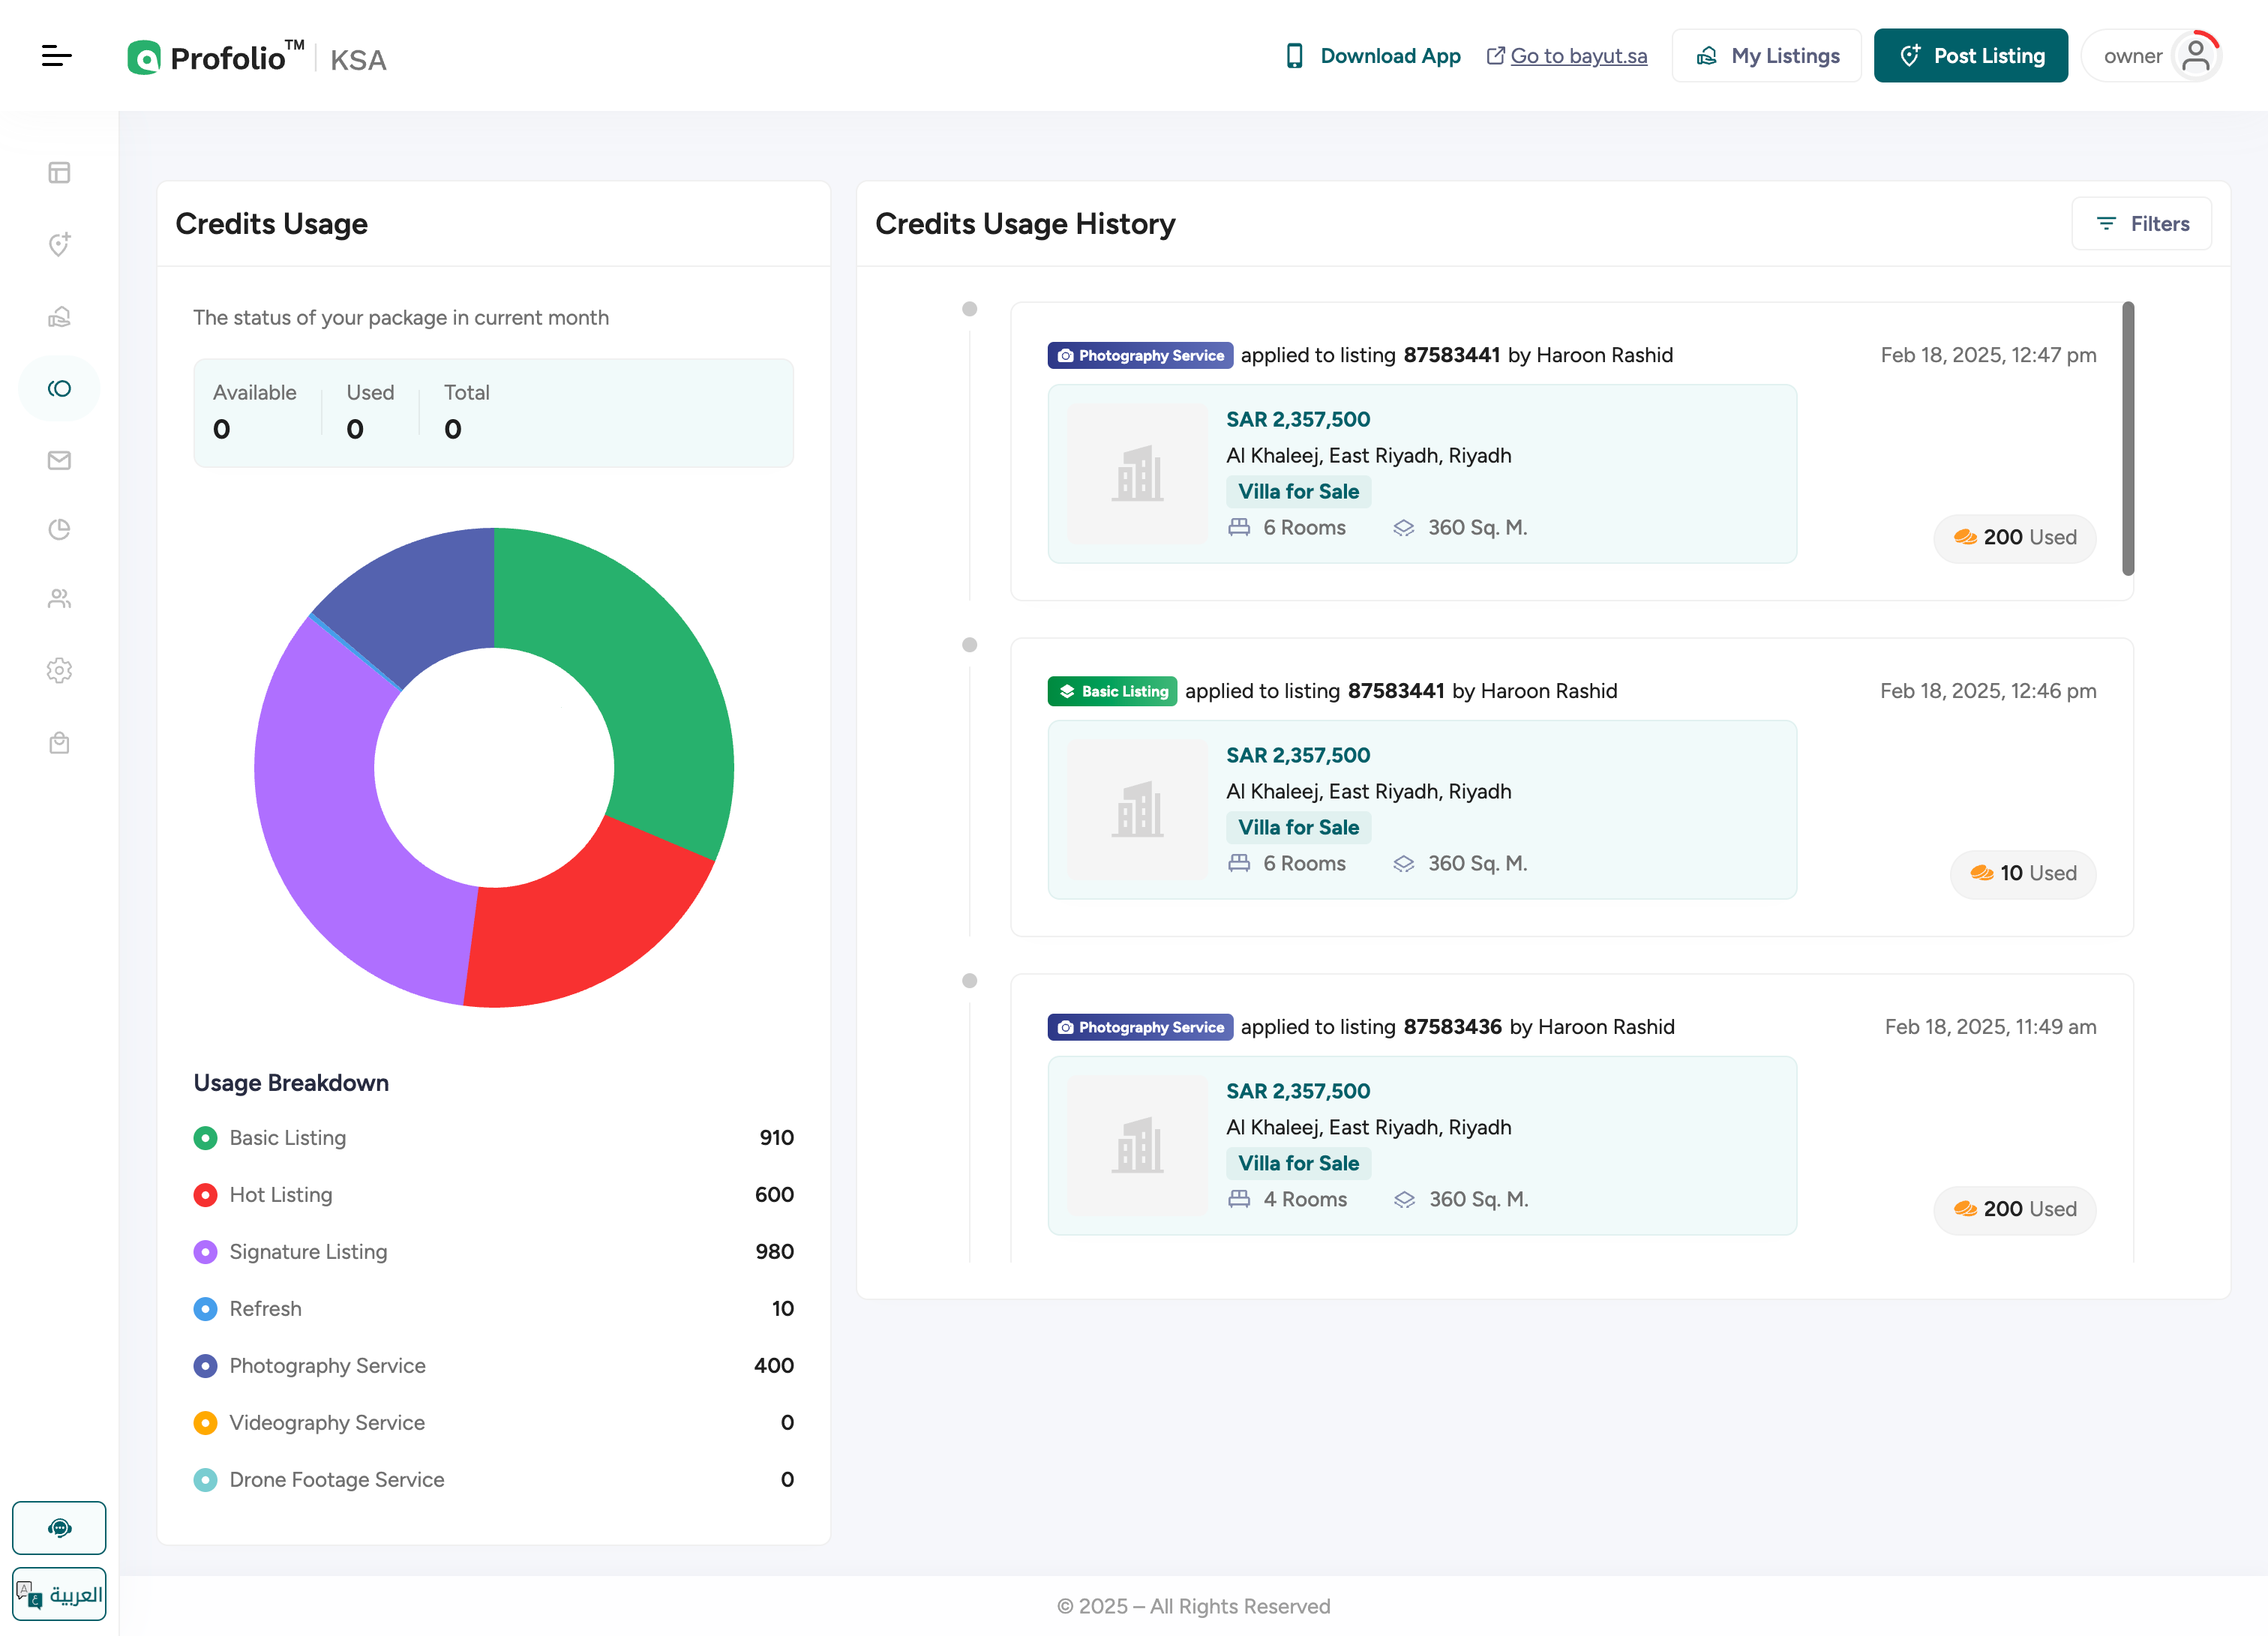 Profolio™ | KSA
Download App
Go to bayut.sa
My Listings
Post Listing
owner
Credits Usage
The status of your package in current month
Available Used Total
0 0 0
Usage Breakdown
Basic Listing 910
Hot Listing 600
Signature Listing 980
Refresh 10
Photography Service 400
Videography Service 0
Drone Footage Service 0
Credits Usage History
Filters
Photography Service applied to listing 87583441 by Haroon Rashid Feb 18, 2025, 12:47 pm
SAR 2,357,500
Al Khaleej, East Riyadh, Riyadh
Villa for Sale
6 Rooms 360 Sq. M.
200 Used
Basic Listing applied to listing 87583441 by Haroon Rashid Feb 18, 2025, 12:46 pm
SAR 2,357,500
Al Khaleej, East Riyadh, Riyadh
Villa for Sale
6 Rooms 360 Sq. M.
10 Used
Photography Service applied to listing 87583436 by Haroon Rashid Feb 18, 2025, 11:49 am
SAR 2,357,500
Al Khaleej, East Riyadh, Riyadh
Villa for Sale
4 Rooms 360 Sq. M.
200 Used
العربية
© 2025 – All Rights Reserved